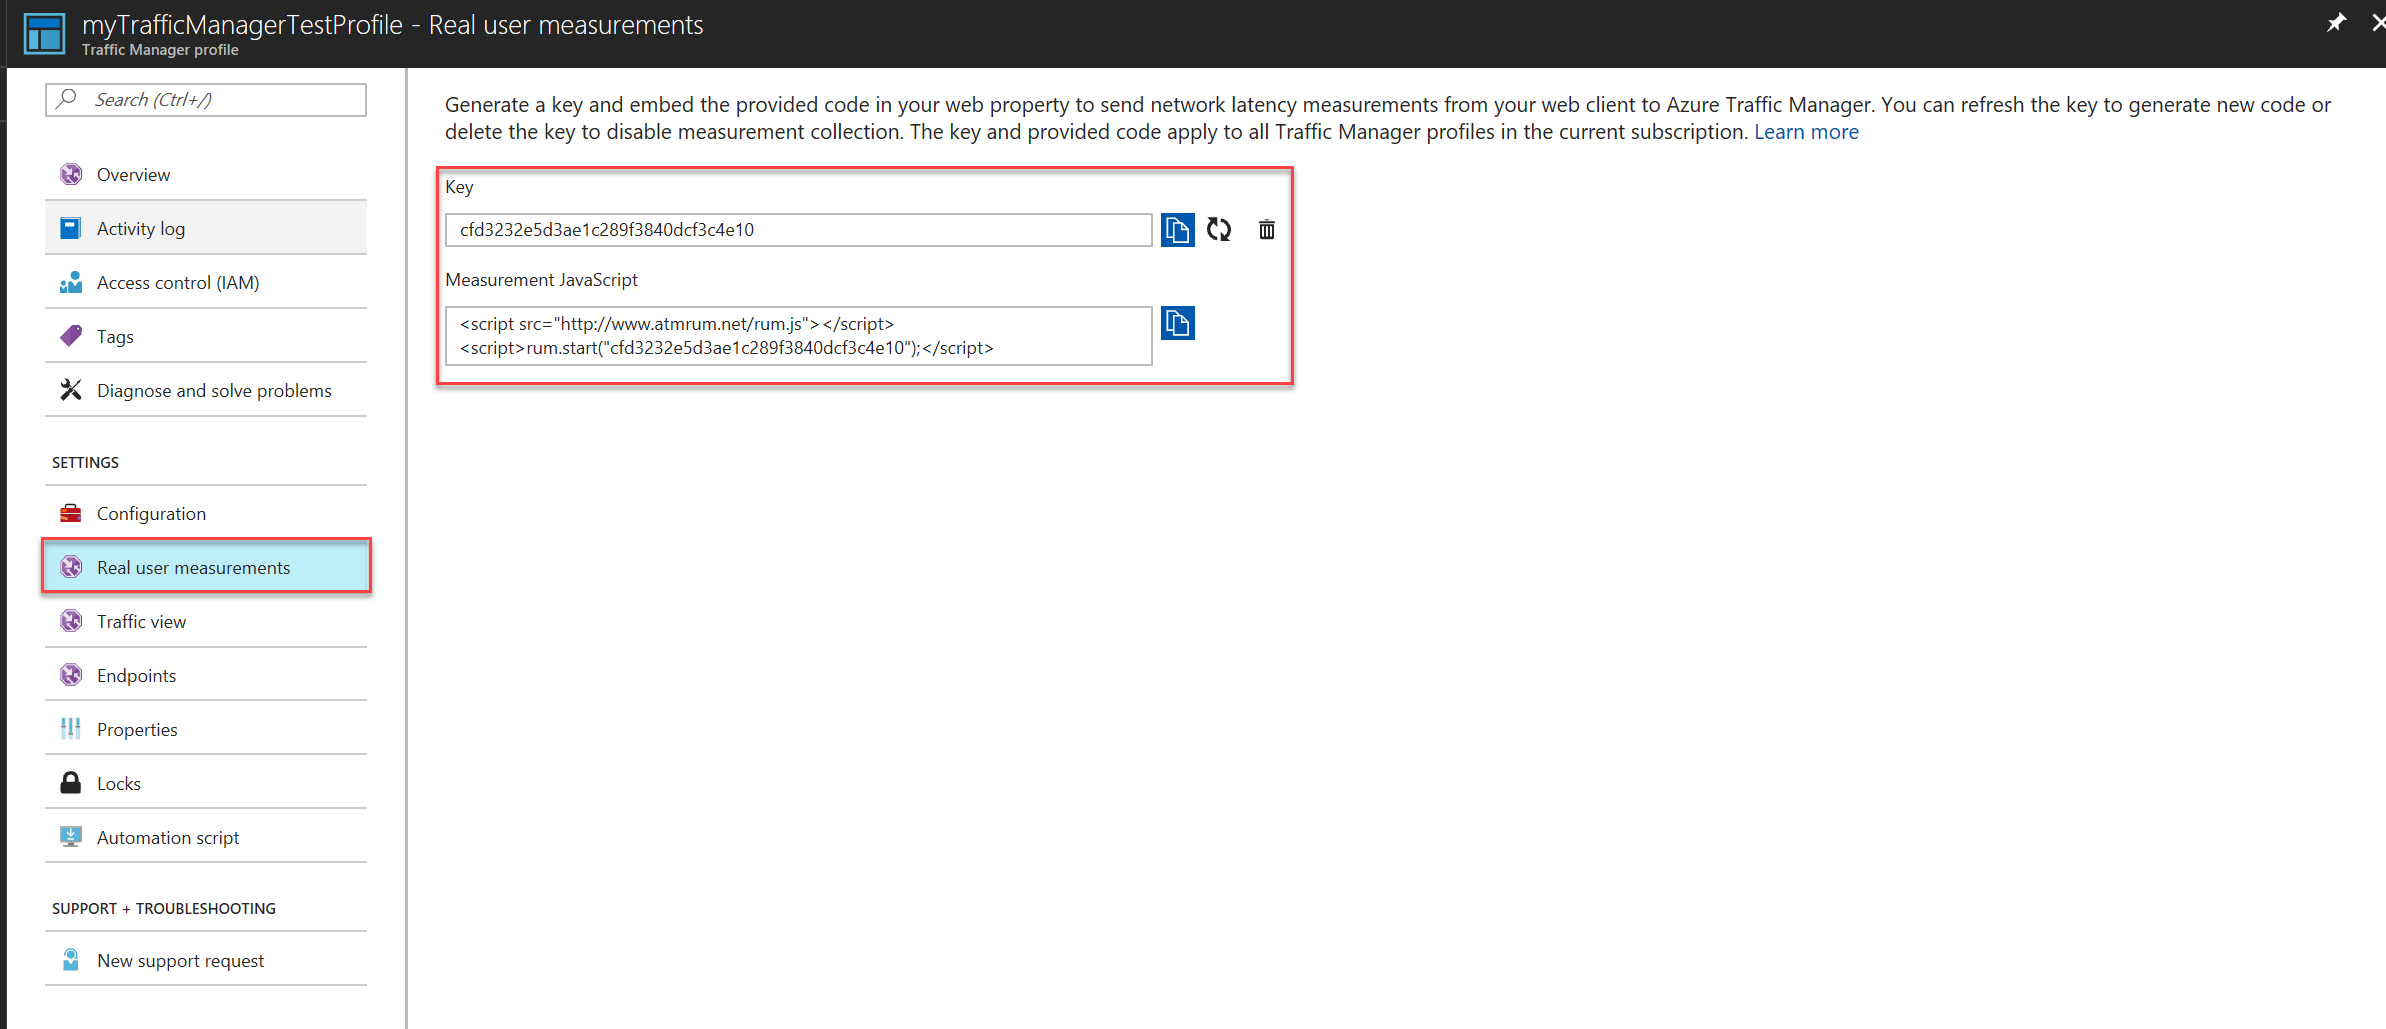 myTrafficManagerTestProfile - Real user measurements
Traffic Manager profile
Search (Ctrl+/)
Overview
Activity log
Access control (IAM)
Tags
Diagnose and solve problems
SETTINGS
Configuration
Real user measurements
Traffic view
Endpoints
Properties
Locks
Automation script
SUPPORT + TROUBLESHOOTING
New support request
Generate a key and embed the provided code in your web property to send network latency measurements from your web client to Azure Traffic Manager. You can refresh the key to generate new code or
delete the key to disable measurement collection. The key and provided code apply to all Traffic Manager profiles in the current subscription. Learn more
Key
cfd3232e5d3ae1c289f3840dcf3c4e10
Measurement JavaScript
<script src="http://www.atmrum.net/rum.js"></script>
<script>rum.start("cfd3232e5d3ae1c289f3840dcf3c4e10");</script>